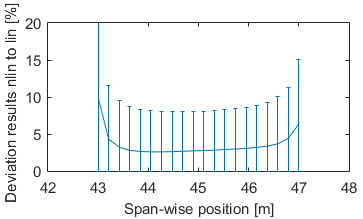 Deviation results nlin to lin [%]
20
15
10
5
0
42 43 44 45 46 47 48
Span-wise position [m]